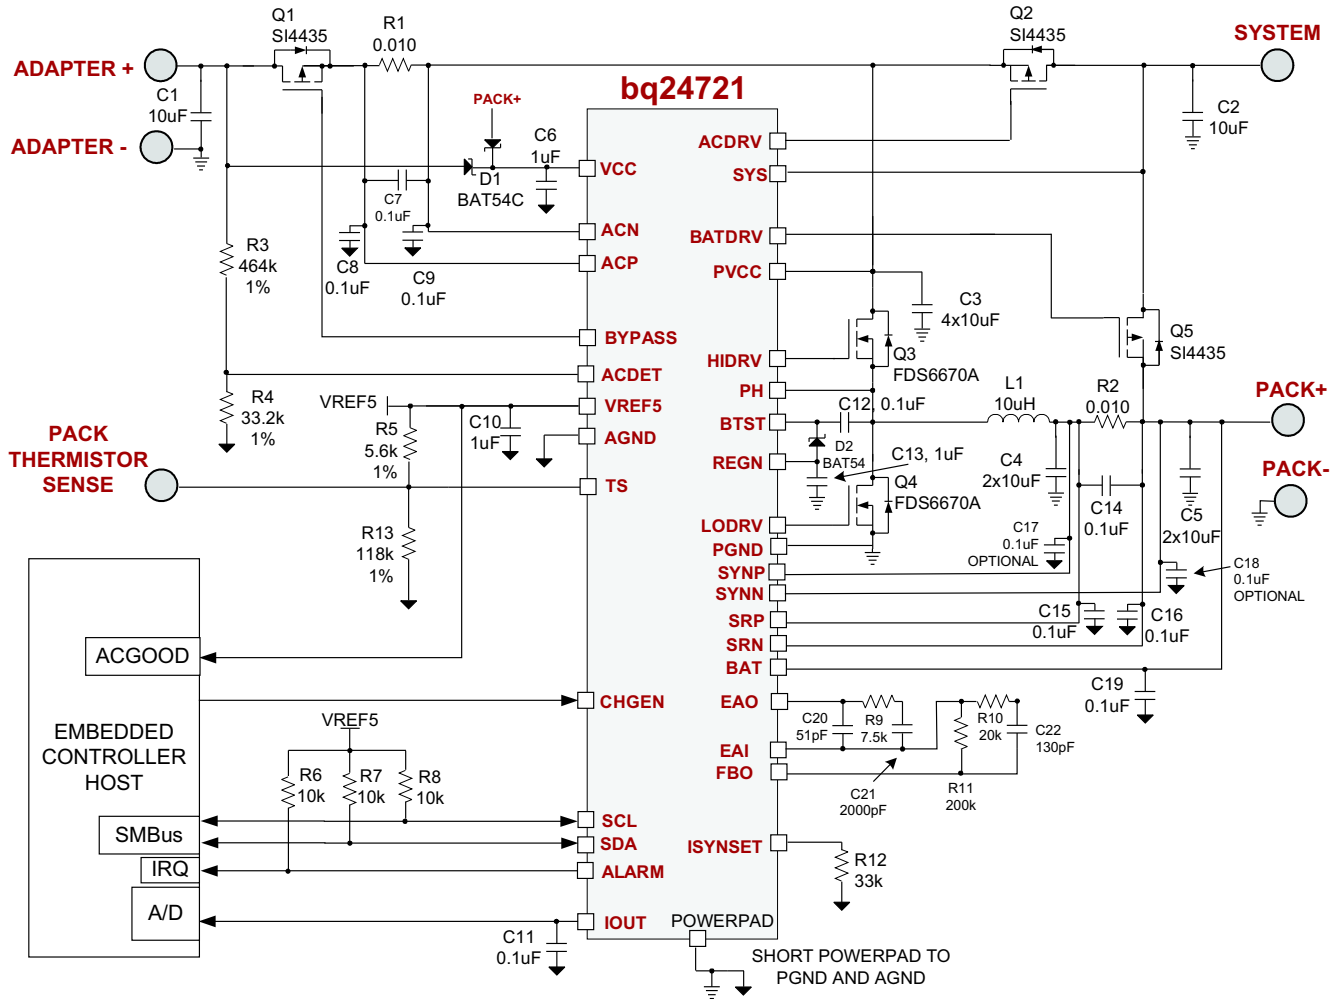 Q1
SI4435
R1
0.010
Q2
SI4435
SYSTEM
ADAPTER +
C1
10uF
ADAPTER -
bq24721
PACK+
C6
1uF
D1
BAT54C
C7
0.1uF
C8
0.1uF
C9
0.1uF
R3
464k
1%
R4
33.2k
1%
C2
10uF
VCC
ACN
ACP
BYPASS
ACDET
VREF5
AGND
TS
CHGEN
SCL
SDA
ALARM
IOUT
ACDRV
SYS
BATDRV
PVCC
HIDRV
PH
BTST
REGN
LODRV
PGND
SYNP
SYNN
SRP
SRN
BAT
EAO
EAI
FBO
ISYNSET
POWERPAD
C3
4x10uF
Q3
FDS6670A
Q5
SI4435
C12, 0.1uF
D2
BAT54
C13, 1uF
Q4
FDS6670A
L1
10uH
R2
0.010
PACK+
PACK-
C4
2x10uF
C14
0.1uF
C5
2x10uF
C17
0.1uF
OPTIONAL
C18
0.1uF
OPTIONAL
C15
0.1uF
C16
0.1uF
C19
0.1uF
PACK
THERMISTOR
SENSE
VREF5
R5
5.6k
1%
C10
1uF
R13
118k
1%
ACGOOD
EMBEDDED
CONTROLLER
HOST
SMBus
IRQ
A/D
VREF5
R6
10k
R7
10k
R8
10k
C11
0.1uF
C20
51pF
R9
7.5k
R10
20k
C22
130pF
C21
2000pF
R11
200k
R12
33k
SHORT POWERPAD TO
PGND AND AGND